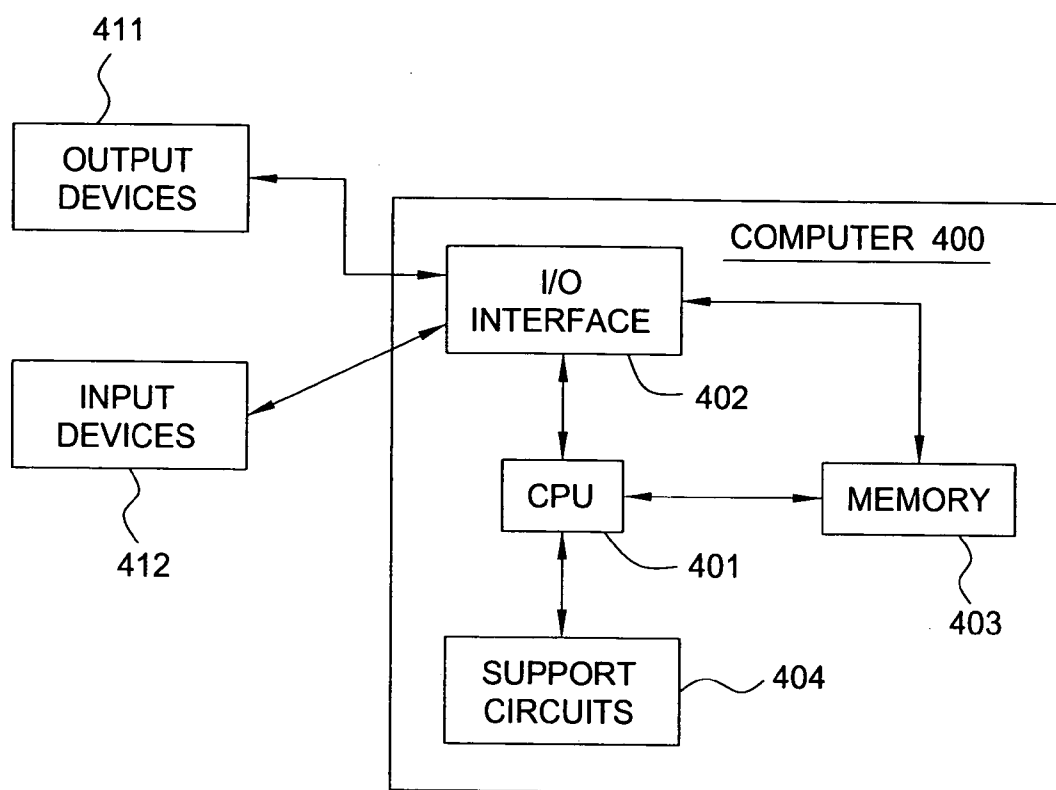 411
OUTPUT
DEVICES
COMPUTER 400
I/O
INTERFACE
402
INPUT
DEVICES
412
CPU
401
MEMORY
403
SUPPORT
CIRCUITS
404